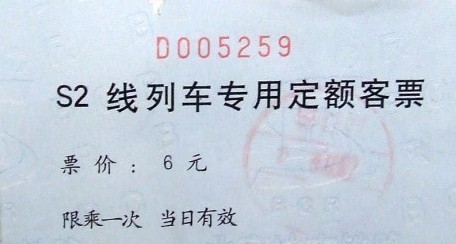 D005259
S2 线列车专用定额客票
票价：6 元
限乘一次 当日有效